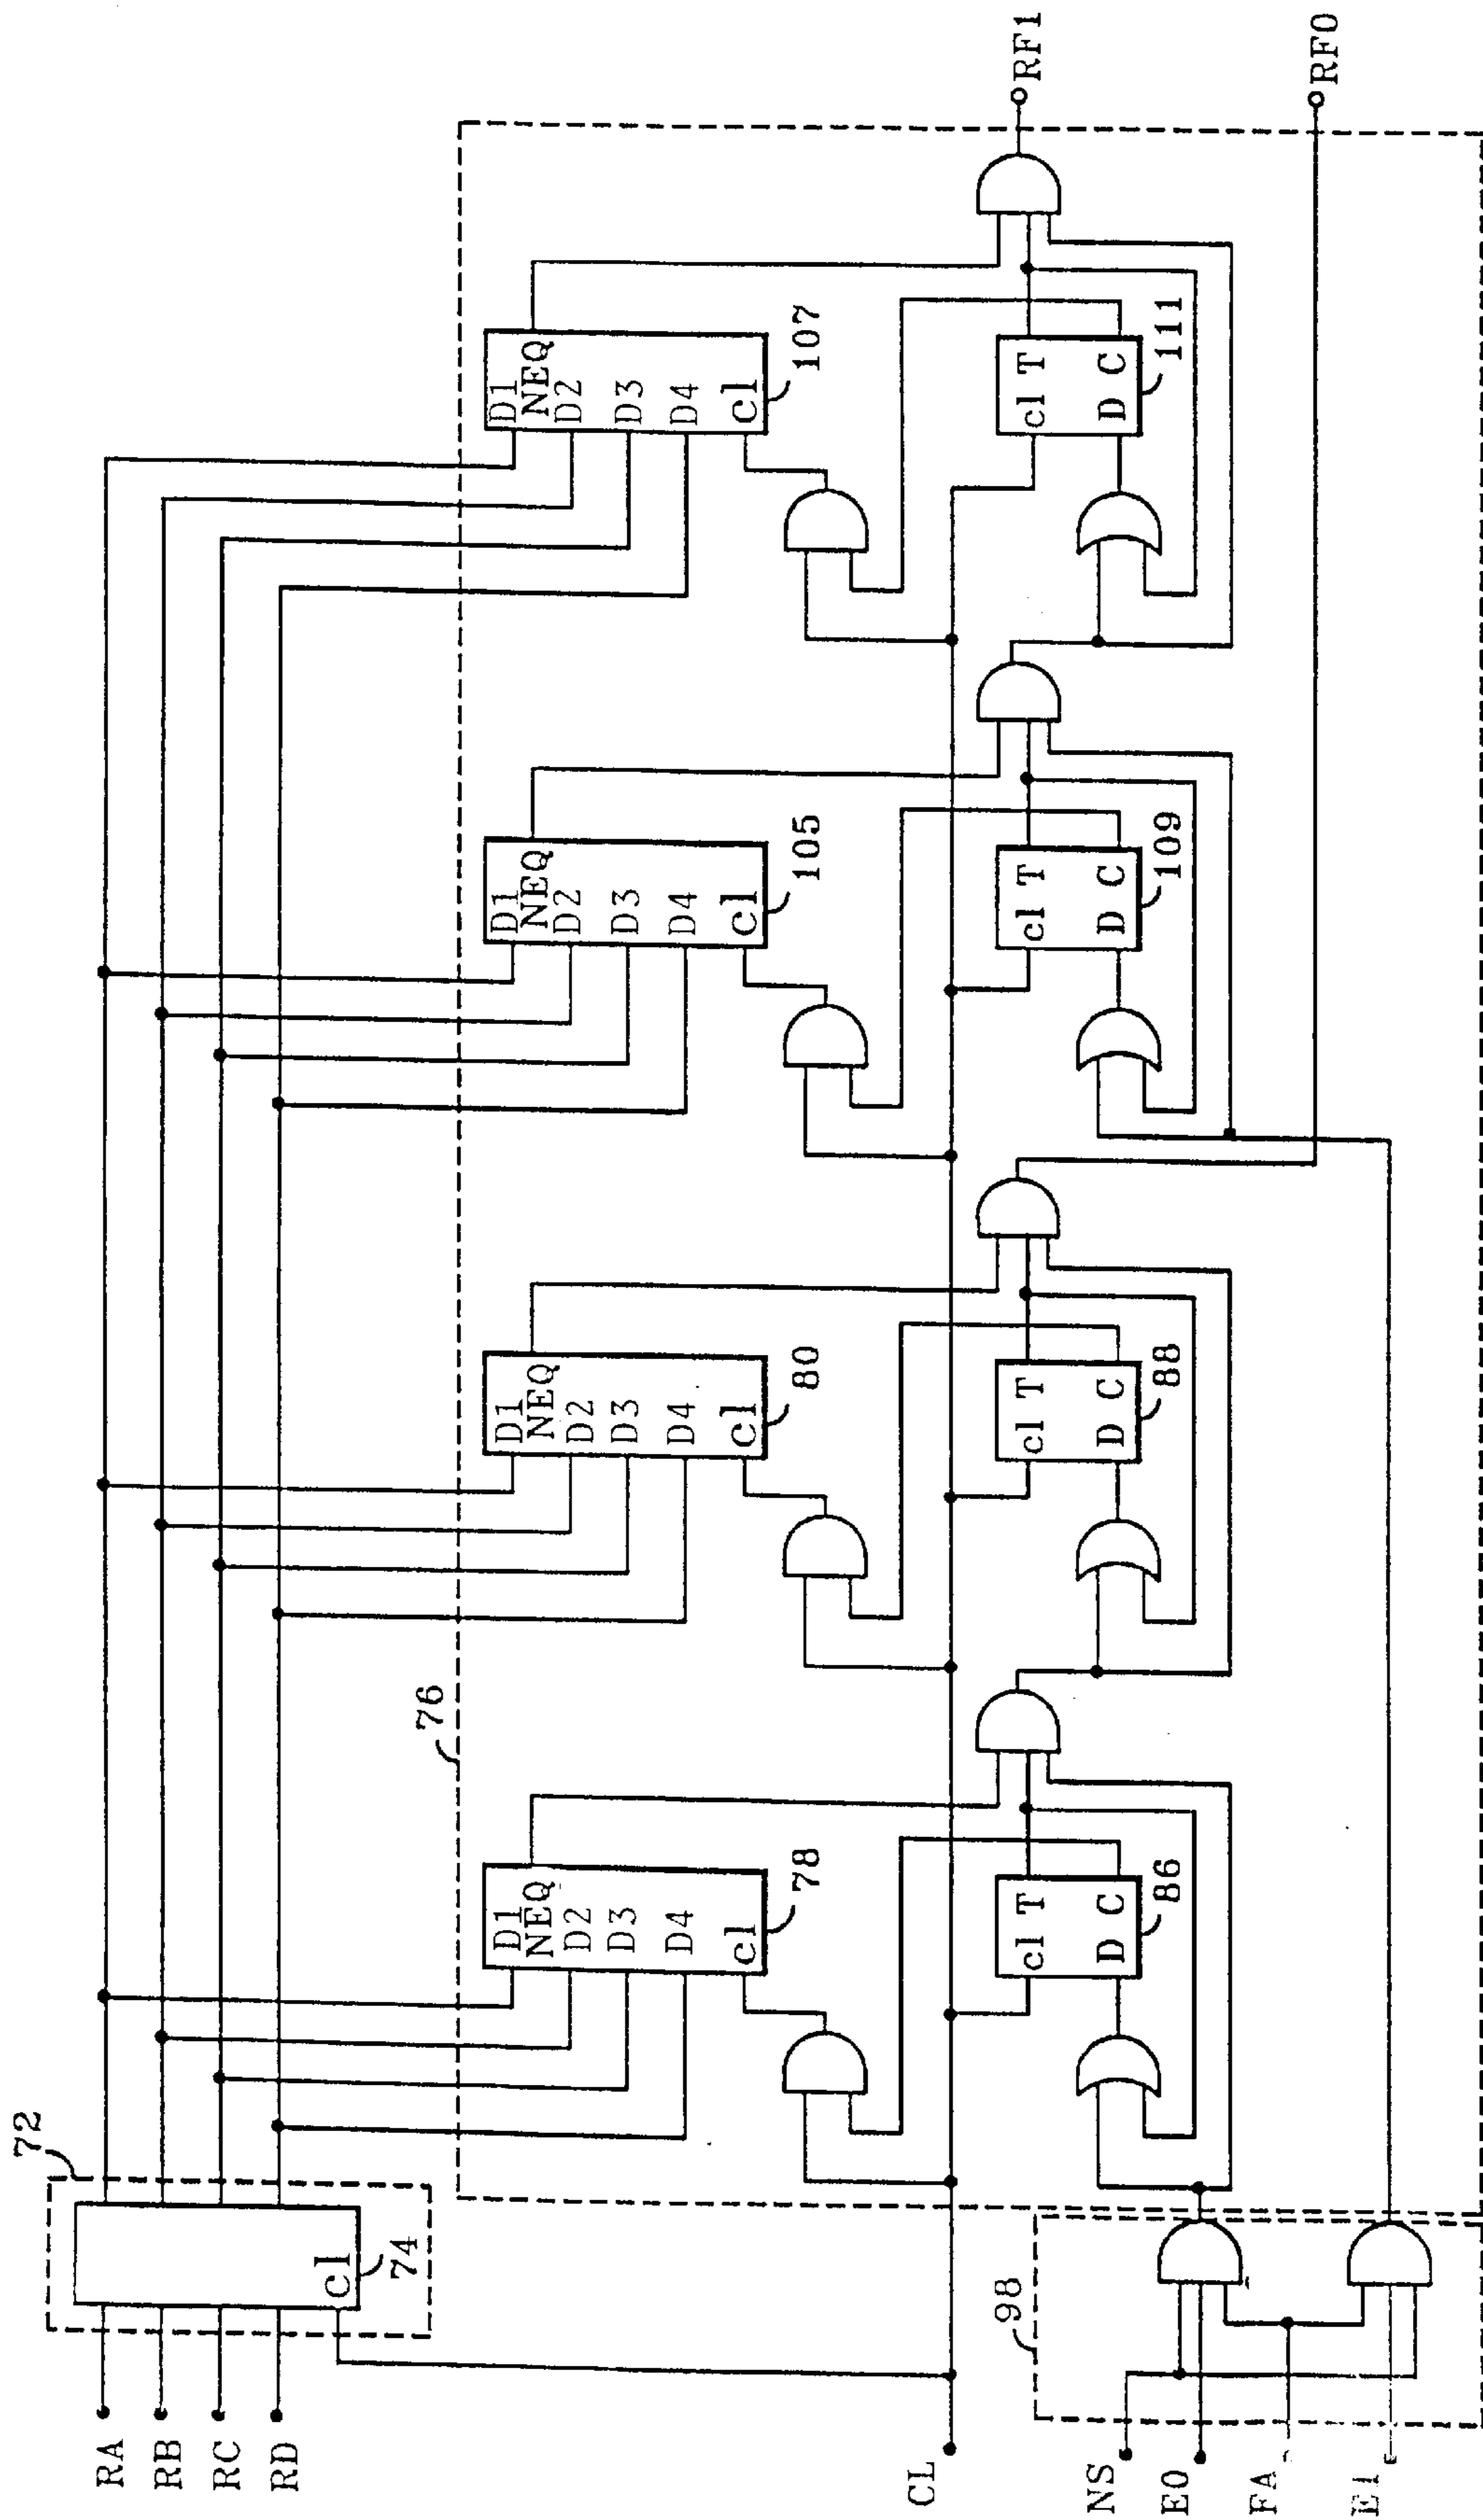 RA
RB
RC
RD
72
cl
74
CL
NS
E0
FA
E1
98
76
D1
NEQ
D2
D3
D4
cl
78
cl T
D C
86
D1
NEQ
D2
D3
D4
cl
80
cl T
D C
88
D1
NEQ
D2
D3
D4
cl
105
cl T
D C
109
D1
NEQ
D2
D3
D4
cl
107
cl T
D C
111
RF1
RF0